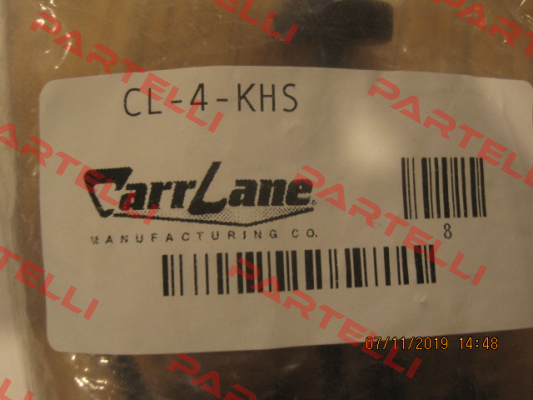 CL-4-KHS
CarrLane
MANUFACTURING CO.
8
07/11/2019 14:48
PARTELLI
PARTELLI
PARTELLI
PARTELLI
PARTELLI
PARTELLI